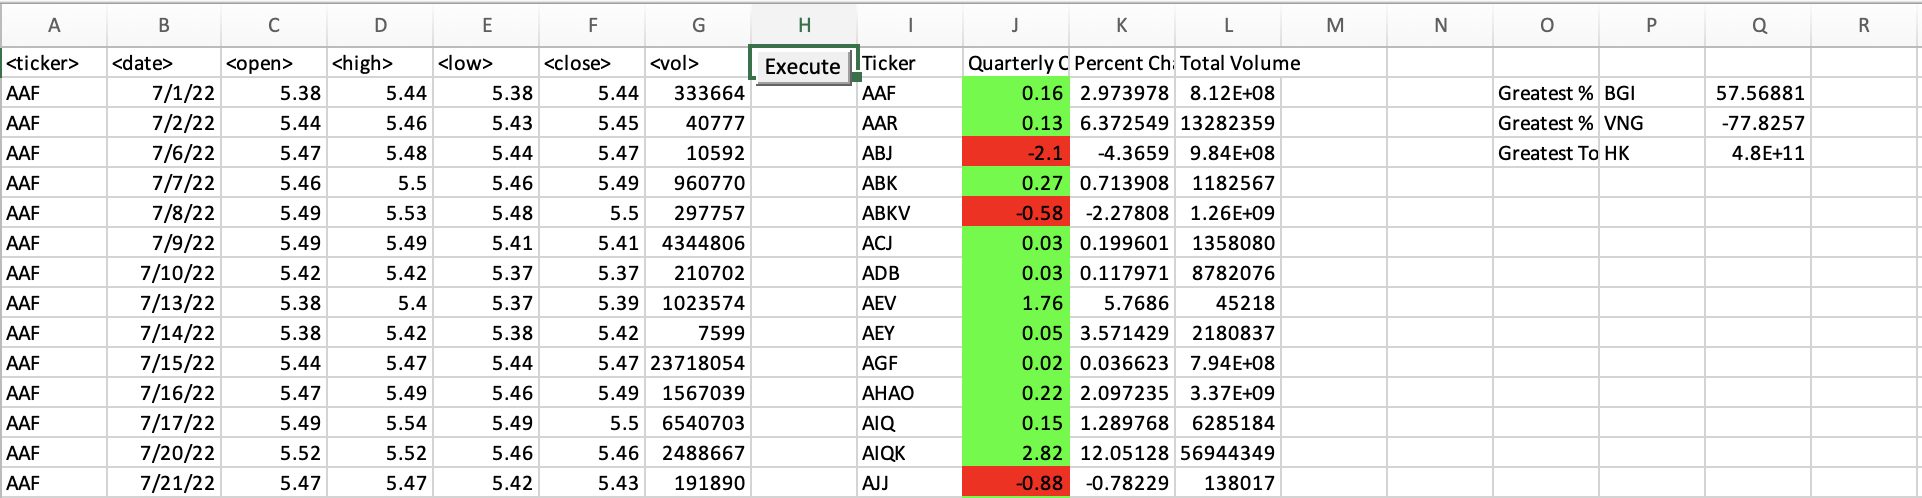 A B C D E F G H I J K L M N O P Q R
<ticker> <date> <open> <high> <low> <close> <vol> Execute Ticker Quarterly C Percent Cha Total Volume
AAF 7/1/22 5.38 5.44 5.38 5.44 333664 AAF 0.16 2.973978 8.12E+08 Greatest % BGI 57.56881
AAF 7/2/22 5.44 5.46 5.43 5.45 40777 AAR 0.13 6.372549 13282359 Greatest % VNG -77.8257
AAF 7/6/22 5.47 5.48 5.44 5.47 10592 ABJ -2.1 -4.3659 9.84E+08 Greatest To HK 4.8E+11
AAF 7/7/22 5.46 5.5 5.46 5.49 960770 ABK 0.27 0.713908 1182567
AAF 7/8/22 5.49 5.53 5.48 5.5 297757 ABKV -0.58 -2.27808 1.26E+09
AAF 7/9/22 5.49 5.49 5.41 5.41 4344806 ACJ 0.03 0.199601 1358080
AAF 7/10/22 5.42 5.42 5.37 5.37 210702 ADB 0.03 0.117971 8782076
AAF 7/13/22 5.38 5.4 5.37 5.39 1023574 AEV 1.76 5.7686 45218
AAF 7/14/22 5.38 5.42 5.38 5.42 7599 AEY 0.05 3.571429 2180837
AAF 7/15/22 5.44 5.47 5.44 5.47 23718054 AGF 0.02 0.036623 7.94E+08
AAF 7/16/22 5.47 5.49 5.46 5.49 1567039 AHAO 0.22 2.097235 3.37E+09
AAF 7/17/22 5.49 5.54 5.49 5.5 6540703 AIQ 0.15 1.289768 6285184
AAF 7/20/22 5.52 5.52 5.46 5.46 2488667 AIQK 2.82 12.05128 56944349
AAF 7/21/22 5.47 5.47 5.42 5.43 191890 AJJ -0.88 -0.78229 138017